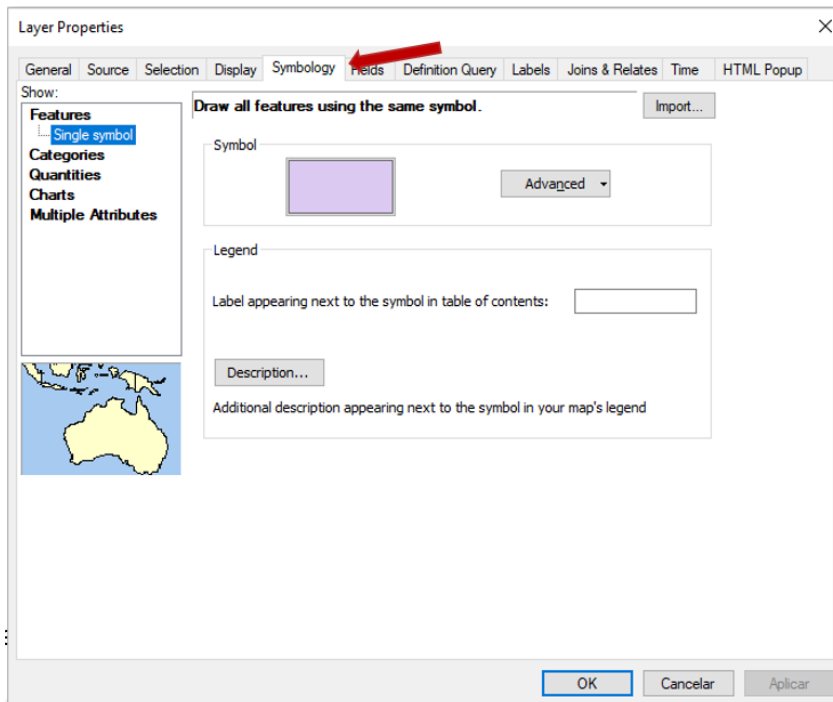 Layer Properties
General Source Selection Display Symbology Fields Definition Query Labels Joins & Relates Time HTML Popup
Show:
Features
Single symbol
Categories
Quantities
Charts
Multiple Attributes
Draw all features using the same symbol.
Import...
Symbol
Advanced
Legend
Label appearing next to the symbol in table of contents:
Description...
Additional description appearing next to the symbol in your map's legend
OK Cancelar Aplicar